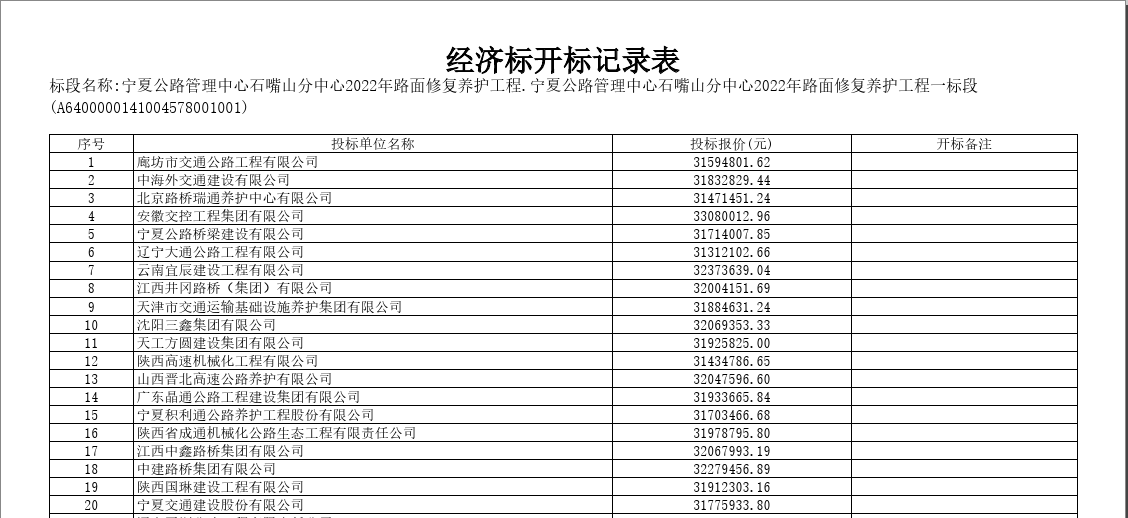 经济标开标记录表
标段名称:宁夏公路管理中心石嘴山分中心2022年路面修复养护工程.宁夏公路管理中心石嘴山分中心2022年路面修复养护工程一标段
(A6400000141004578001001)
序号 投标单位名称 投标报价(元) 开标备注
1 廊坊市交通公路工程有限公司 31594801.62
2 中海外交通建设有限公司 31832829.44
3 北京路桥瑞通养护中心有限公司 31471451.24
4 安徽交控工程集团有限公司 33080012.96
5 宁夏公路桥梁建设有限公司 31714007.85
6 辽宁大通公路工程有限公司 31312102.66
7 云南宜辰建设工程有限公司 32373639.04
8 江西井冈路桥（集团）有限公司 32004151.69
9 天津市交通运输基础设施养护集团有限公司 31884631.24
10 沈阳三鑫集团有限公司 32069353.33
11 天工方圆建设集团有限公司 31925825.00
12 陕西高速机械化工程有限公司 31434786.65
13 山西晋北高速公路养护有限公司 32047596.60
14 广东晶通公路工程建设集团有限公司 31933665.84
15 宁夏积利通公路养护工程股份有限公司 31703466.68
16 陕西省成通机械化公路生态工程有限责任公司 31978795.80
17 江西中鑫路桥集团有限公司 32067993.19
18 中建路桥集团有限公司 32279456.89
19 陕西国琳建设工程有限公司 31912303.16
20 宁夏交通建设股份有限公司 31775933.80